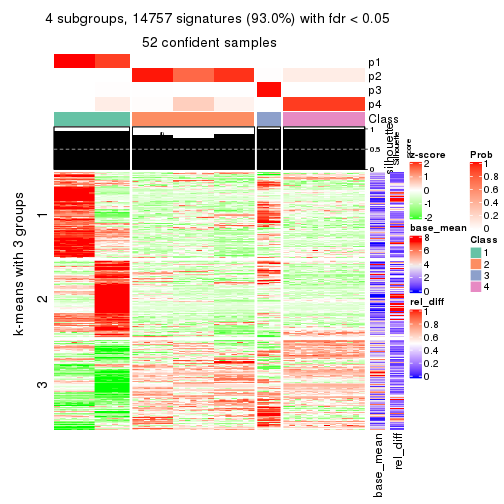 4 subgroups, 14757 signatures (93.0%) with fdr < 0.05
52 confident samples
p1
p2
p3
p4
Class
1
0.5
0
silhouette
silhouette
score
k-means with 3 groups
1
2
3
base_mean
rel_diff
z-score
2
1
0
-1
-2
base_mean
8
6
4
2
0
rel_diff
1
0.8
0.6
0.4
0.2
0
Prob
1
0.8
0.6
0.4
0.2
0
Class
1
2
3
4